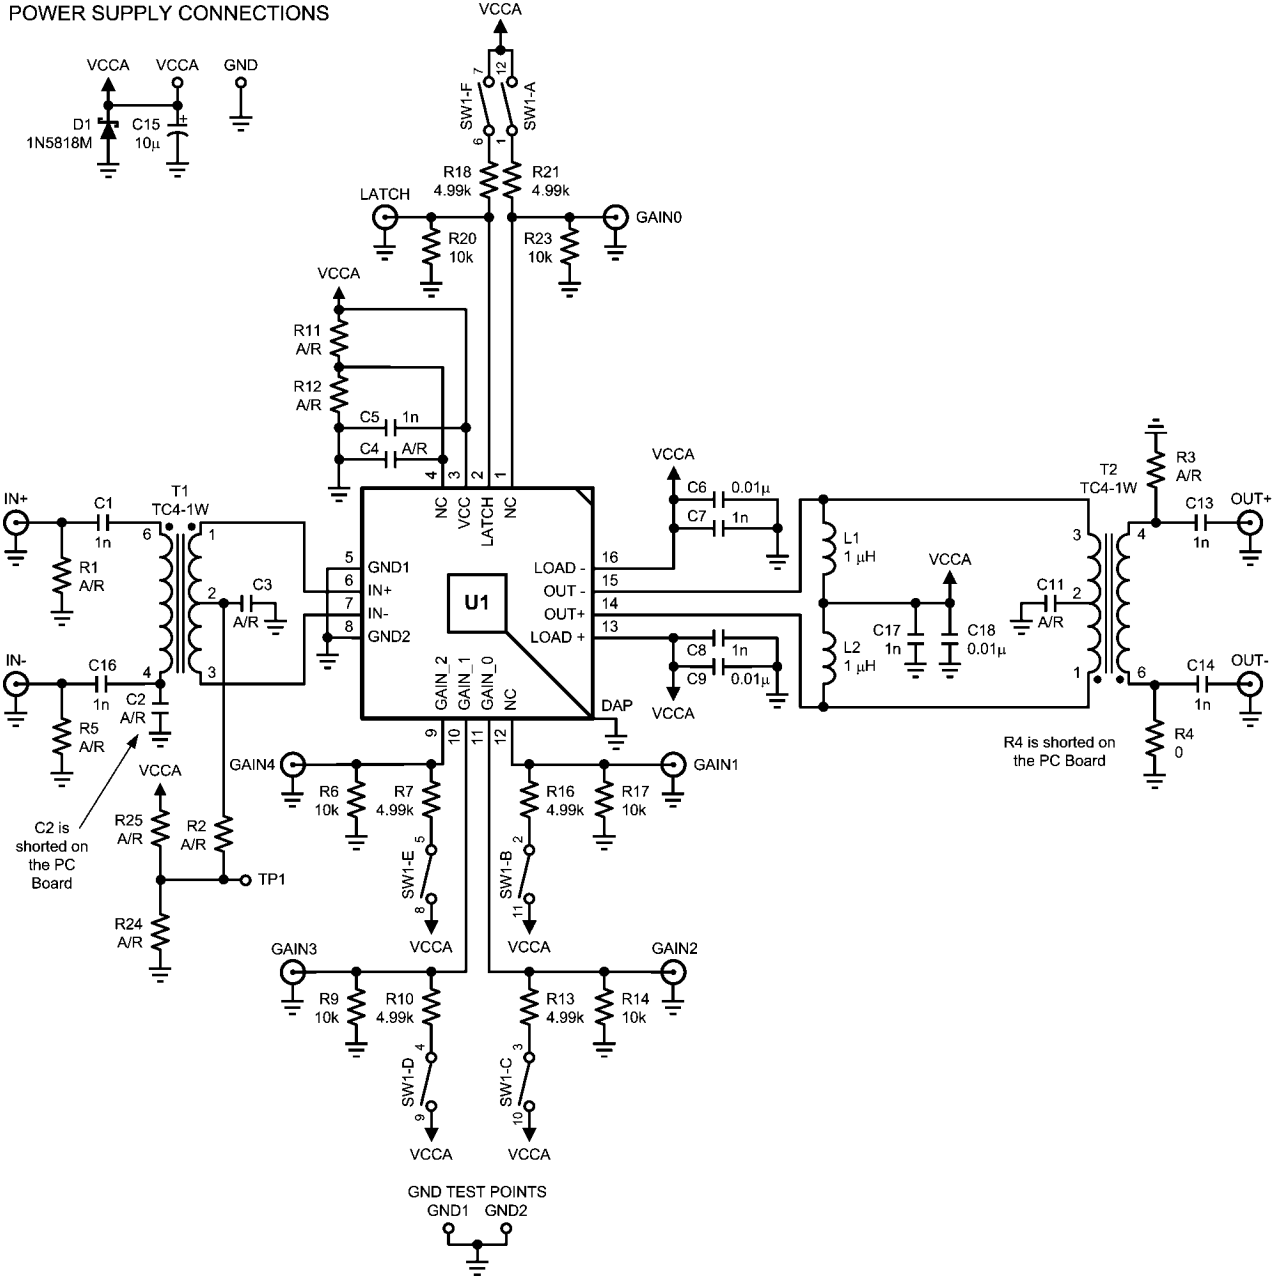 POWER SUPPLY CONNECTIONS
VCCA
VCCA
GND
D1
1N5818M
C15
10µ
+
VCCA
7
12
SW1-F
SW1-A
6
1
R18
4.99k
R21
4.99k
LATCH
GAIN0
R20
10k
R23
10k
VCCA
R11
A/R
R12
A/R
C5
1n
C4
A/R
4
3
2
1
NC
VCC
LATCH
NC
IN+
C1
1n
R1
A/R
T1
TC4-1W
6
1
2
4
3
C3
A/R
IN-
C16
1n
R5
A/R
C2
A/R
C2 is
shorted on
the PC
Board
VCCA
R25
A/R
R2
A/R
TP1
R24
A/R
5
6
7
8
GND1
IN+
IN-
GND2
U1
LOAD -
OUT -
OUT+
LOAD +
16
15
14
13
GAIN_2
GAIN_1
GAIN_0
NC
DAP
9
10
11
12
VCCA
C6
0.01µ
C7
1n
C8
1n
C9
0.01µ
VCCA
L1
1 µH
L2
1 µH
VCCA
C17
1n
C18
0.01µ
C11
A/R
T2
TC4-1W
3
4
2
1
6
R3
A/R
C13
1n
OUT+
C14
1n
OUT-
R4
0
R4 is shorted on
the PC Board
GAIN4
R6
10k
R7
4.99k
5
SW1-E
8
VCCA
R16
4.99k
R17
10k
GAIN1
2
SW1-B
11
VCCA
GAIN3
R9
10k
R10
4.99k
4
SW1-D
9
VCCA
GAIN2
R13
4.99k
R14
10k
3
SW1-C
10
VCCA
GND TEST POINTS
GND1
GND2